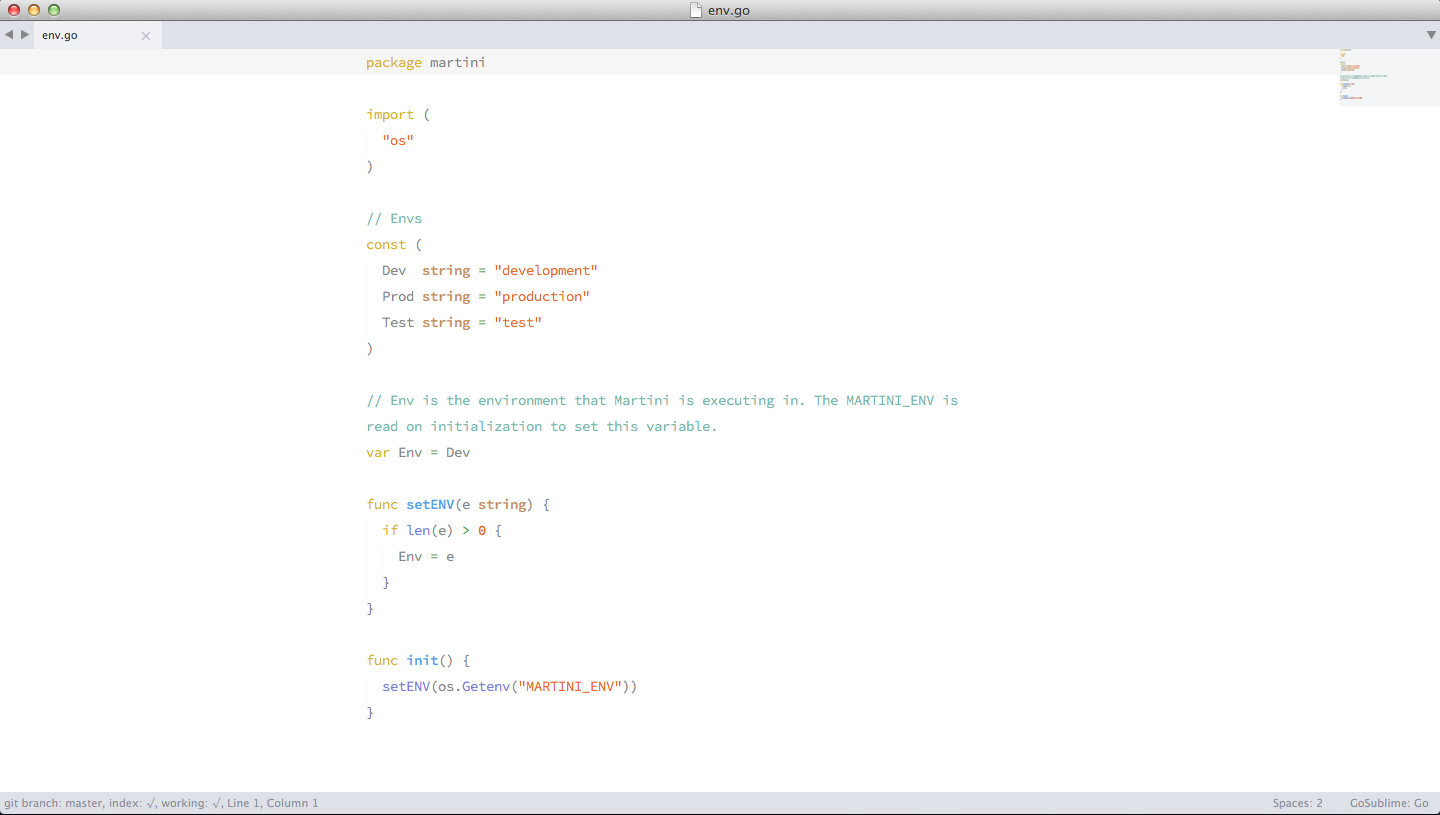 env.go
env.go
package martini
import (
"os"
)
// Envs
const (
Dev  string = "development"
Prod string = "production"
Test string = "test"
)
// Env is the environment that Martini is executing in. The MARTINI_ENV is
read on initialization to set this variable.
var Env = Dev
func setENV(e string) {
if len(e) > 0 {
Env = e
}
}
func init() {
setENV(os.Getenv("MARTINI_ENV"))
}
git branch: master, index: √, working: √, Line 1, Column 1
Spaces: 2
GoSublime: Go